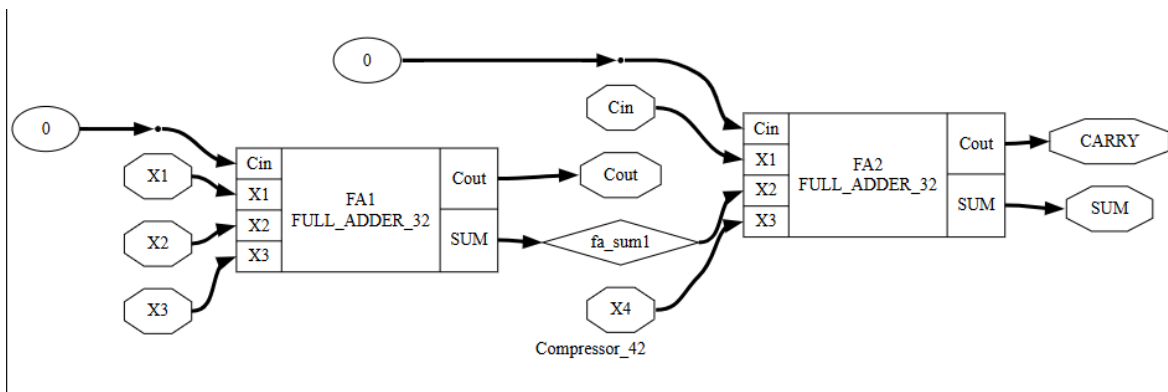 0
0
Cin
X1
X2
X3
X1
X2
X3
FA1
FULL_ADDER_32
Cout
SUM
Cout
fa_sum1
Cin
X4
Cin
X1
X2
X3
FA2
FULL_ADDER_32
Cout
SUM
CARRY
SUM
Compressor_42